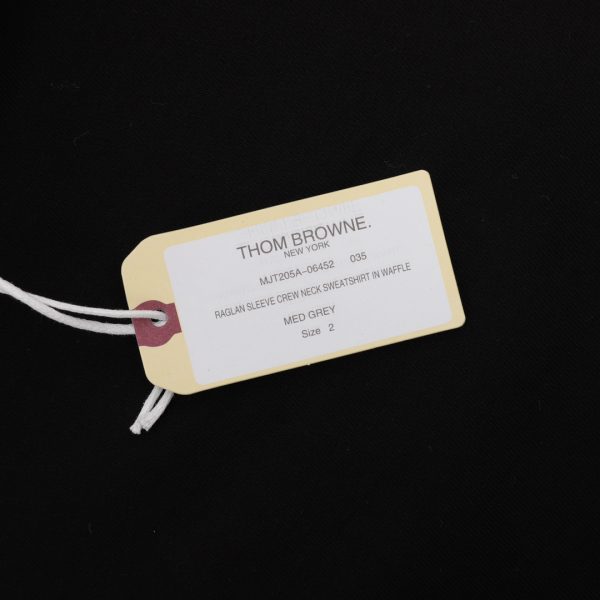 THOM BROWNE.
NEW YORK
MJT205A-06452 035
RAGLAN SLEEVE CREW NECK SWEATSHIRT IN WAFFLE
MED GREY
Size 2